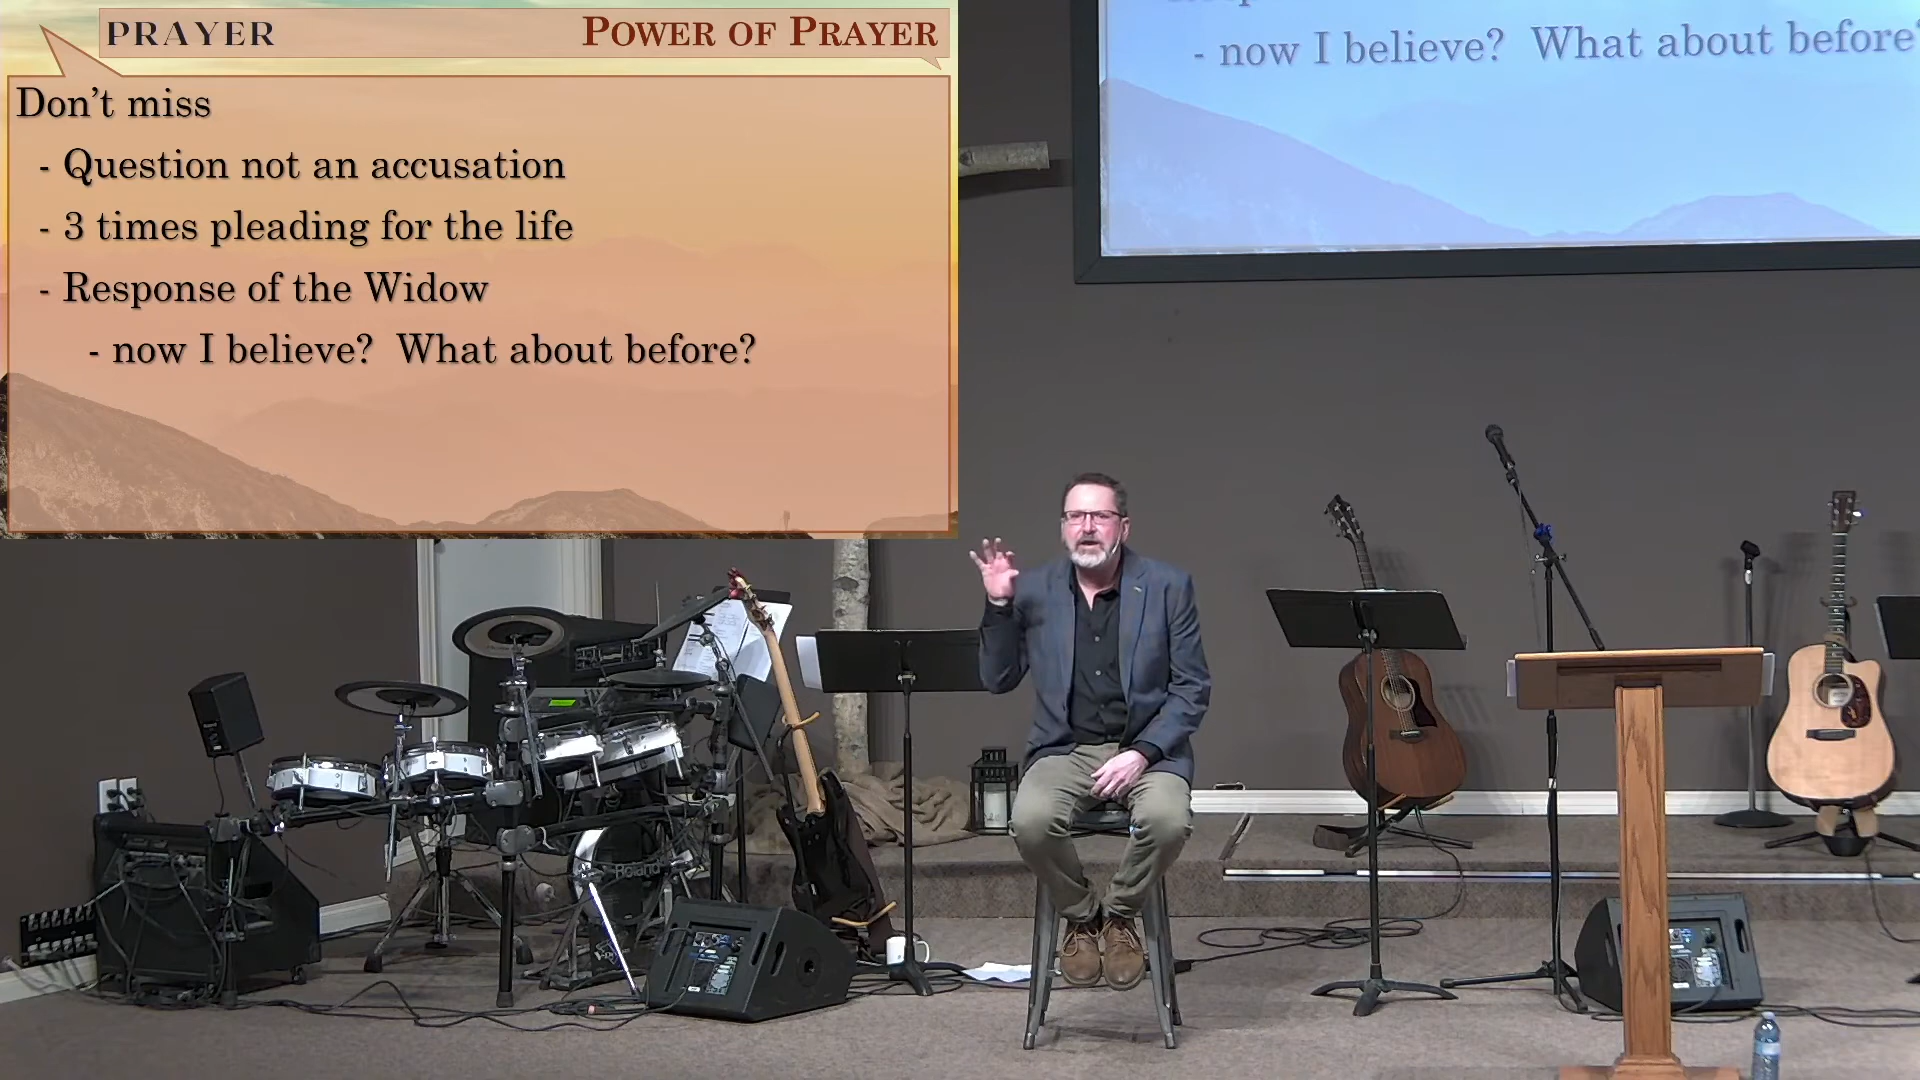 PRAYER
POWER OF PRAYER
Don't miss
- Question not an accusation
- 3 times pleading for the life
- Response of the Widow
- now I believe?  What about before?
- now I believe?  What about before?
Roland